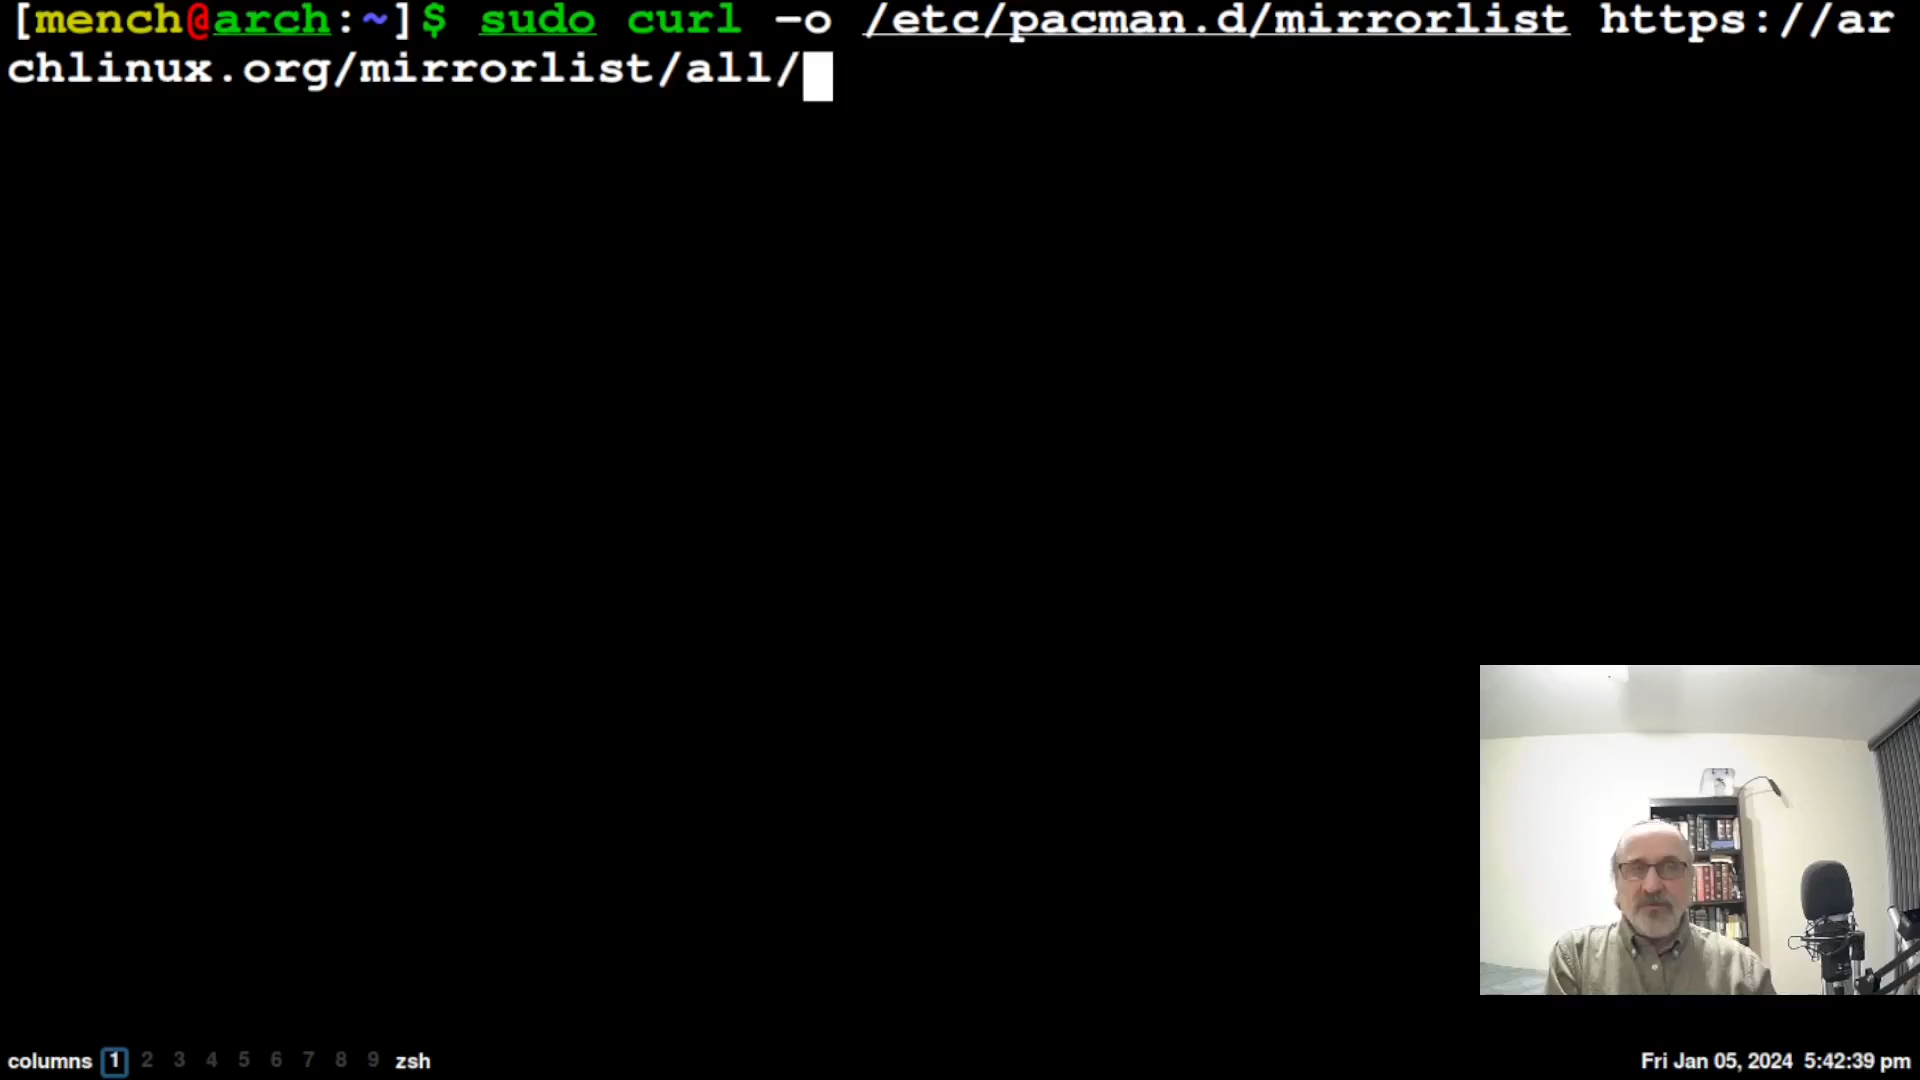 [mench@arch:~]$ sudo curl -o /etc/pacman.d/mirrorlist https://ar
chlinux.org/mirrorlist/all/
columns 1 2 3 4 5 6 7 8 9 zsh
Fri Jan 05, 2024 5:42:39 pm